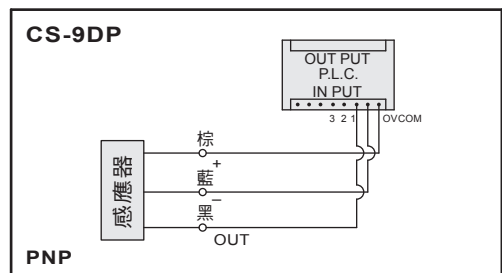 CS-9DP
OUT PUT
P.L.C.
IN PUT
3 2 1 OVCOM
感應器
棕
+
藍
−
黑
OUT
PNP